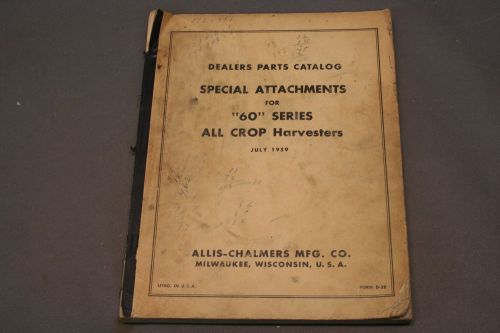 DEALERS PARTS CATALOG
SPECIAL ATTACHMENTS
FOR
"60" SERIES
ALL CROP Harvesters
JULY 1959
ALLIS-CHALMERS MFG. CO.
MILWAUKEE, WISCONSIN, U. S. A.
LITHO. IN U.S.A.
FORM D-38